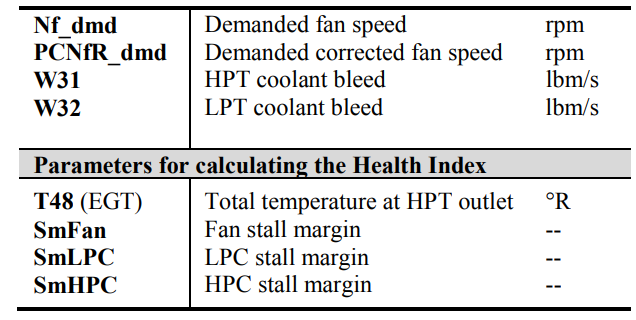 Nf_dmd Demanded fan speed rpm
PCNfR_dmd Demanded corrected fan speed rpm
W31 HPT coolant bleed lbm/s
W32 LPT coolant bleed lbm/s
Parameters for calculating the Health Index
T48 (EGT) Total temperature at HPT outlet °R
SmFan Fan stall margin --
SmLPC LPC stall margin --
SmHPC HPC stall margin --